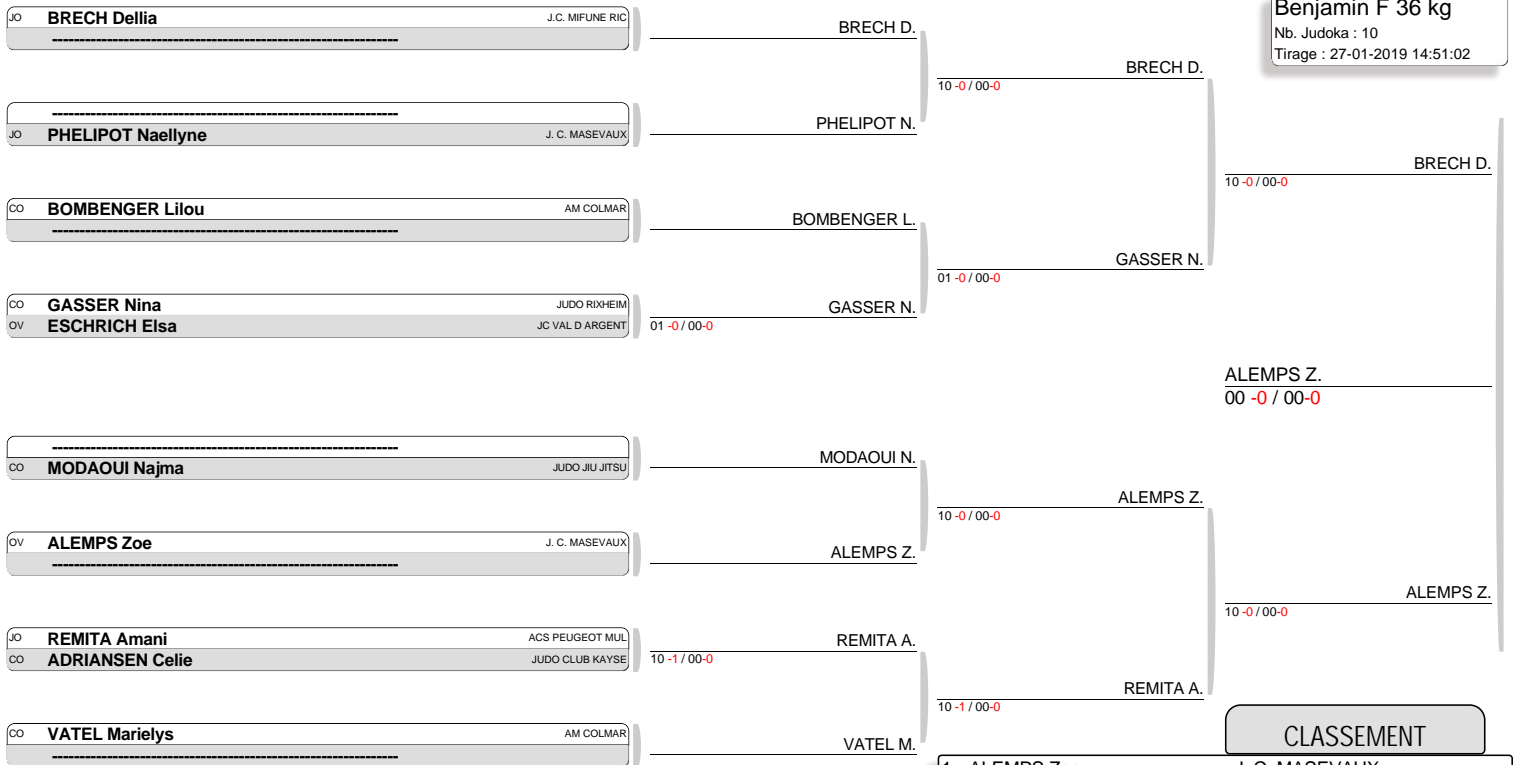 Benjamin F 36 kg
Nb. Judoka : 10
Tirage : 27-01-2019 14:51:02
JO BRECH Dellia J.C. MIFUNE RIC
------------------------------------------------------------------
------------------------------------------------------------------
JO PHELIPOT Naellyne J. C. MASEVAUX
CO BOMBENGER Lilou AM COLMAR
------------------------------------------------------------------
CO GASSER Nina JUDO RIXHEIM
OV ESCHRICH Elsa JC VAL D ARGENT
------------------------------------------------------------------
CO MODAOUI Najma JUDO JIU JITSU
OV ALEMPS Zoe J. C. MASEVAUX
------------------------------------------------------------------
JO REMITA Amani ACS PEUGEOT MUL
CO ADRIANSEN Celie JUDO CLUB KAYSE
CO VATEL Marielys AM COLMAR
------------------------------------------------------------------
BRECH D.
PHELIPOT N.
BOMBENGER L.
GASSER N.
01 -0 / 00-0
MODAOUI N.
ALEMPS Z.
REMITA A.
10 -1 / 00-0
VATEL M.
BRECH D.
10 -0 / 00-0
GASSER N.
01 -0 / 00-0
ALEMPS Z.
10 -0 / 00-0
REMITA A.
10 -1 / 00-0
BRECH D.
10 -0 / 00-0
ALEMPS Z.
00 -0 / 00-0
ALEMPS Z.
10 -0 / 00-0
CLASSEMENT
1 ALEMPS Zoe J. C. MASEVAUX